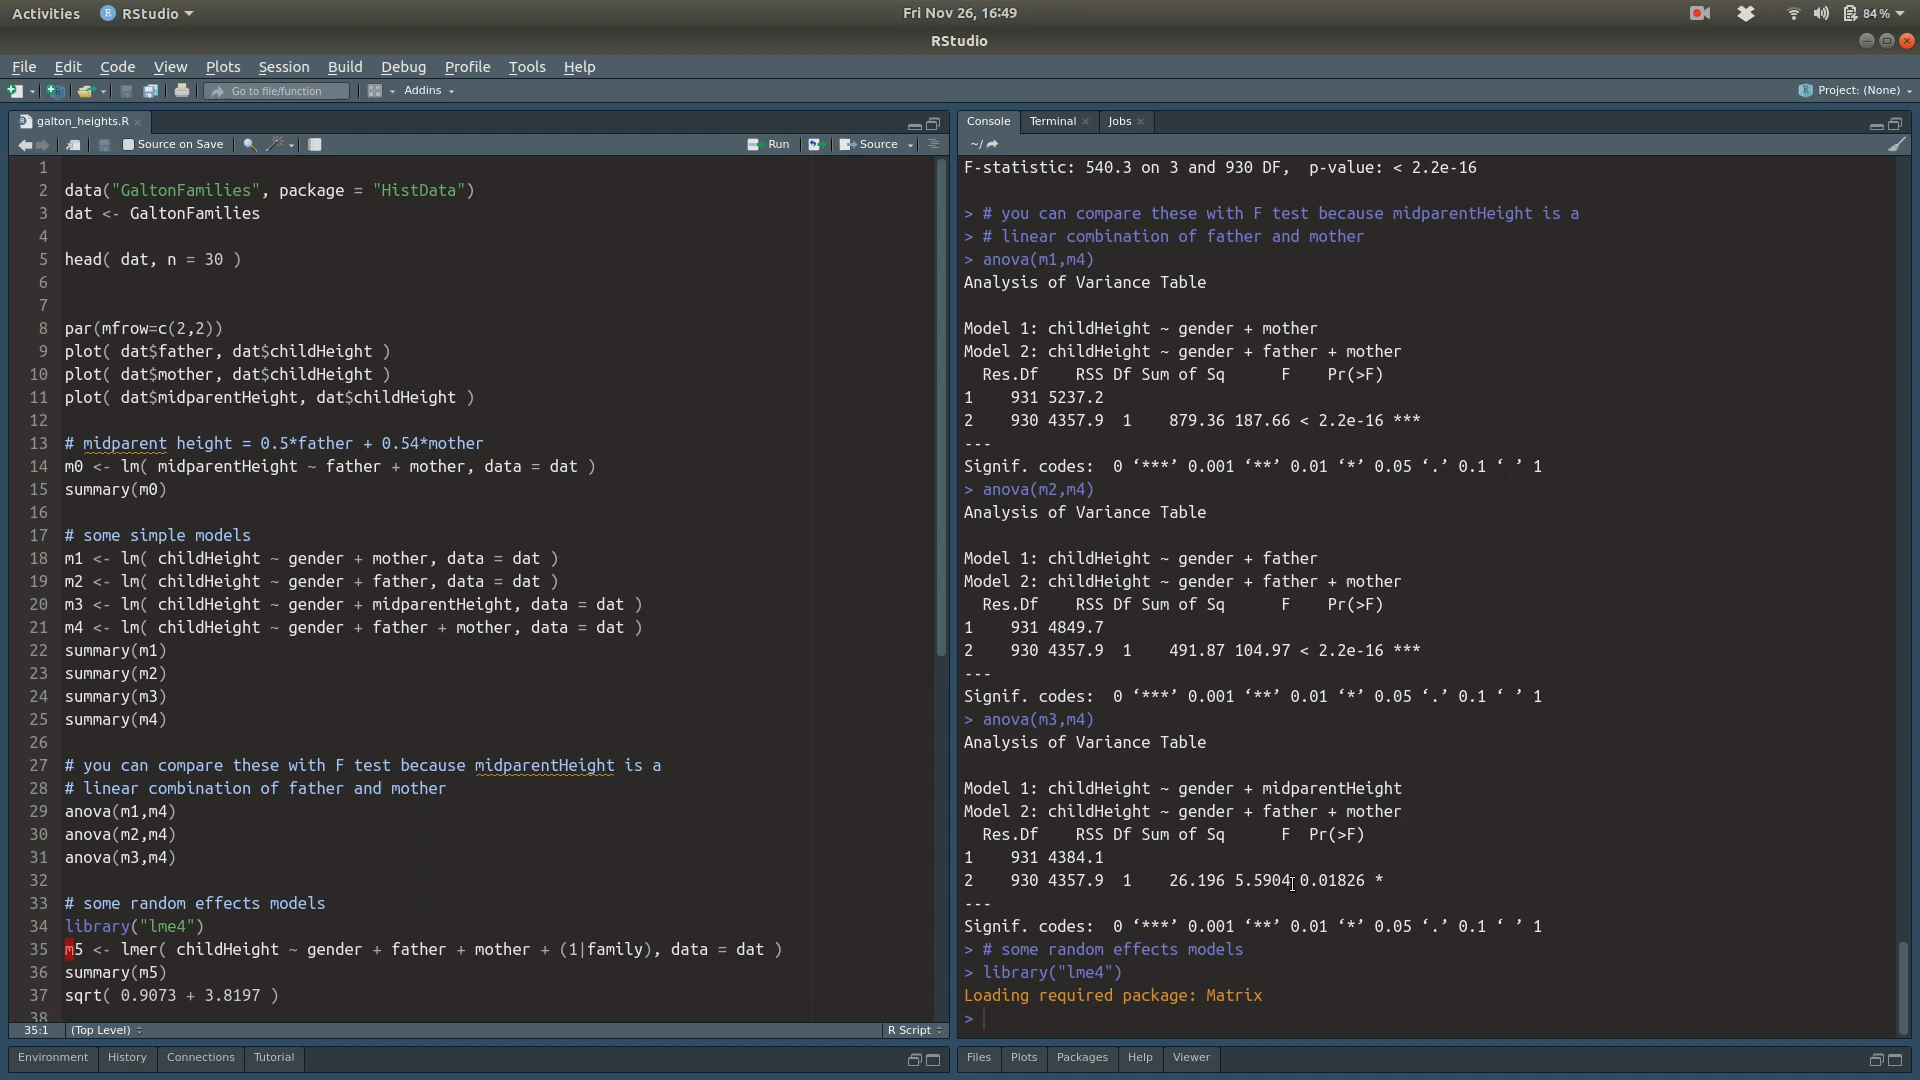 Activities RStudio Fri Nov 26, 16:49 84 %
RStudio
File Edit Code View Plots Session Build Debug Profile Tools Help
Go to file/function Addins Project: (None)
galton_heights.R
Source on Save Run Source
1
2 data("GaltonFamilies", package = "HistData")
3 dat <- GaltonFamilies
4
5 head( dat, n = 30 )
6
7
8 par(mfrow=c(2,2))
9 plot( dat$father, dat$childHeight )
10 plot( dat$mother, dat$childHeight )
11 plot( dat$midparentHeight, dat$childHeight )
12
13 # midparent height = 0.5*father + 0.54*mother
14 m0 <- lm( midparentHeight ~ father + mother, data = dat )
15 summary(m0)
16
17 # some simple models
18 m1 <- lm( childHeight ~ gender + mother, data = dat )
19 m2 <- lm( childHeight ~ gender + father, data = dat )
20 m3 <- lm( childHeight ~ gender + midparentHeight, data = dat )
21 m4 <- lm( childHeight ~ gender + father + mother, data = dat )
22 summary(m1)
23 summary(m2)
24 summary(m3)
25 summary(m4)
26
27 # you can compare these with F test because midparentHeight is a
28 # linear combination of father and mother
29 anova(m1,m4)
30 anova(m2,m4)
31 anova(m3,m4)
32
33 # some random effects models
34 library("lme4")
35 m5 <- lmer( childHeight ~ gender + father + mother + (1|family), data = dat )
36 summary(m5)
37 sqrt( 0.9073 + 3.8197 )
38
35:1 (Top Level) R Script
Environment History Connections Tutorial
Console Terminal Jobs
~/
F-statistic: 540.3 on 3 and 930 DF,  p-value: < 2.2e-16
> # you can compare these with F test because midparentHeight is a
> # linear combination of father and mother
> anova(m1,m4)
Analysis of Variance Table
Model 1: childHeight ~ gender + mother
Model 2: childHeight ~ gender + father + mother
Res.Df    RSS Df Sum of Sq      F    Pr(>F)
1    931 5237.2
2    930 4357.9  1    879.36 187.66 < 2.2e-16 ***
---
Signif. codes:  0 ‘***’ 0.001 ‘**’ 0.01 ‘*’ 0.05 ‘.’ 0.1 ‘ ’ 1
> anova(m2,m4)
Analysis of Variance Table
Model 1: childHeight ~ gender + father
Model 2: childHeight ~ gender + father + mother
Res.Df    RSS Df Sum of Sq      F    Pr(>F)
1    931 4849.7
2    930 4357.9  1    491.87 104.97 < 2.2e-16 ***
---
Signif. codes:  0 ‘***’ 0.001 ‘**’ 0.01 ‘*’ 0.05 ‘.’ 0.1 ‘ ’ 1
> anova(m3,m4)
Analysis of Variance Table
Model 1: childHeight ~ gender + midparentHeight
Model 2: childHeight ~ gender + father + mother
Res.Df    RSS Df Sum of Sq      F  Pr(>F)
1    931 4384.1
2    930 4357.9  1    26.196 5.5904 0.01826 *
---
Signif. codes:  0 ‘***’ 0.001 ‘**’ 0.01 ‘*’ 0.05 ‘.’ 0.1 ‘ ’ 1
> # some random effects models
> library("lme4")
Loading required package: Matrix
>
Files Plots Packages Help Viewer